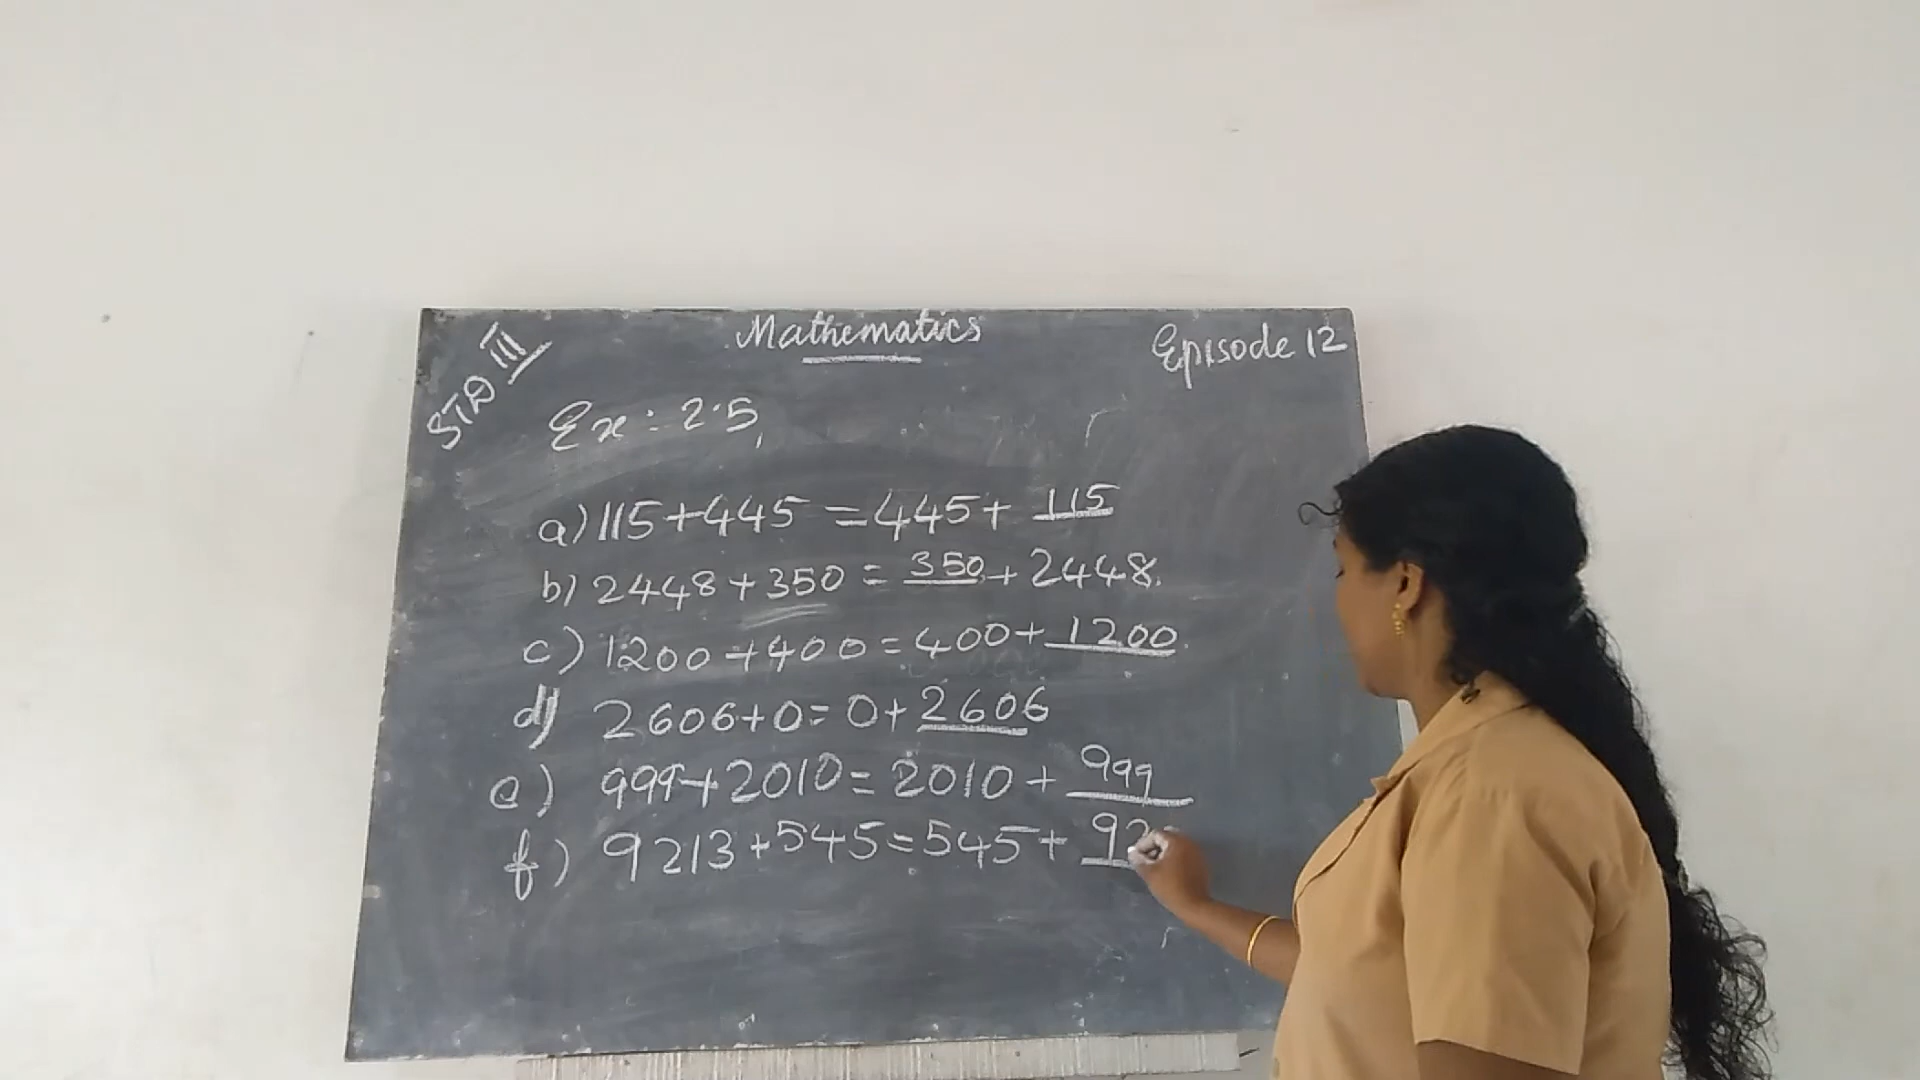 STD III Mathematics Episode 12
Ex: 2.5
a) 115+445 = 445+ 115
b) 2448+350 = 350 + 2448.
c) 1200+400 = 400+ 1200
d) 2606+0= 0+ 2606
e) 999+2010= 2010 + 999
f) 9213+545=545+ 92